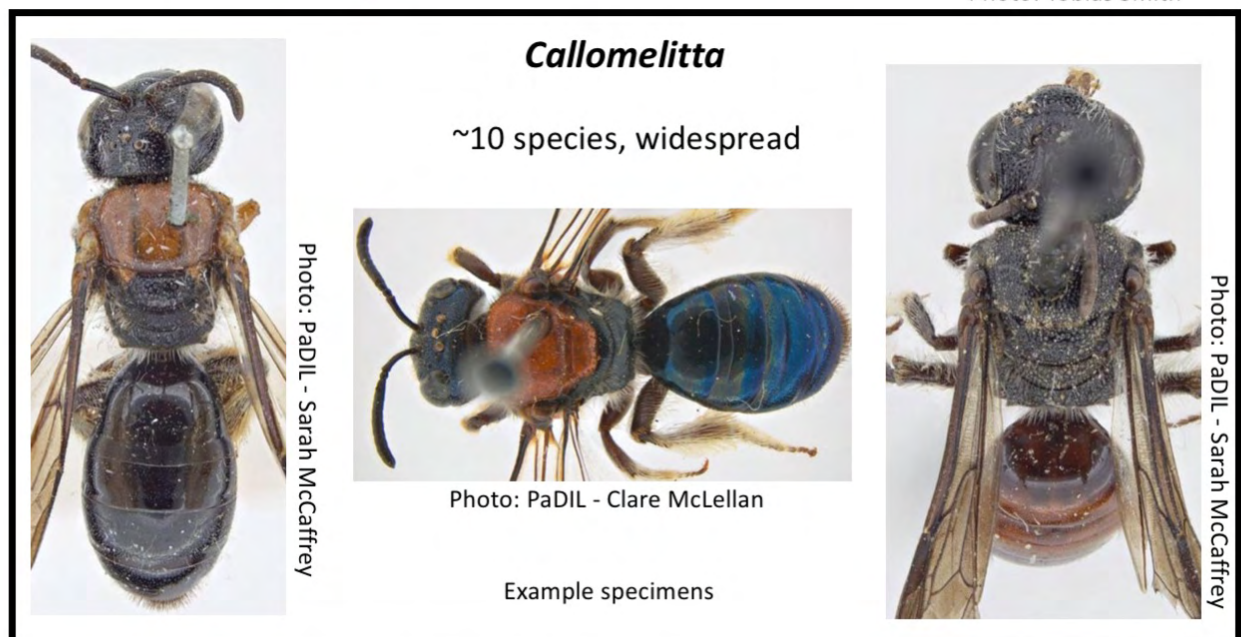 Callomelitta
~10 species, widespread
Photo: PaDIL - Sarah McCaffrey
Photo: PaDIL - Clare McLellan
Photo: PaDIL - Sarah McCaffrey
Example specimens